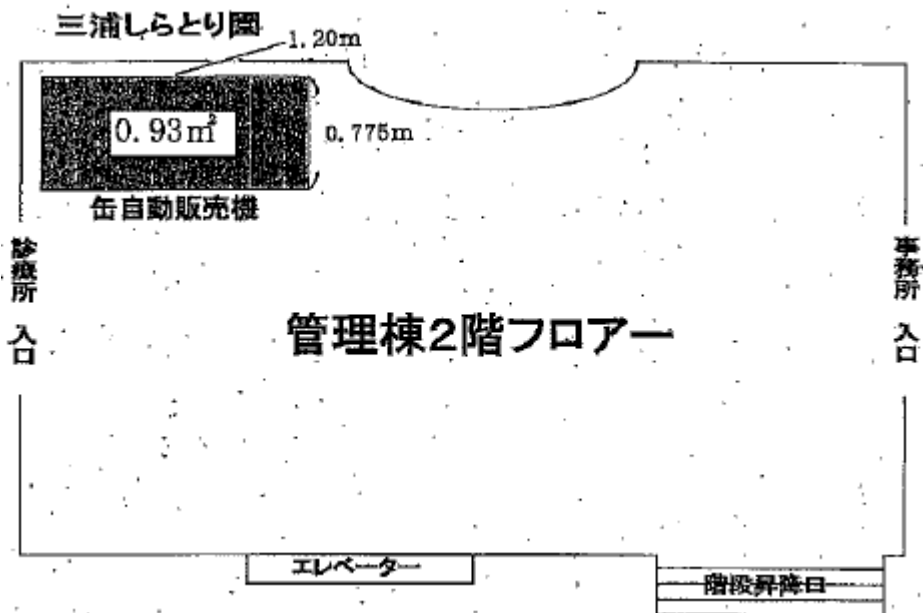 三浦しらとり園
1.20m
0.93㎡
0.775m
缶自動販売機
診療所 入口
事務所 入口
管理棟2階フロアー
エレベーター
階段昇降口